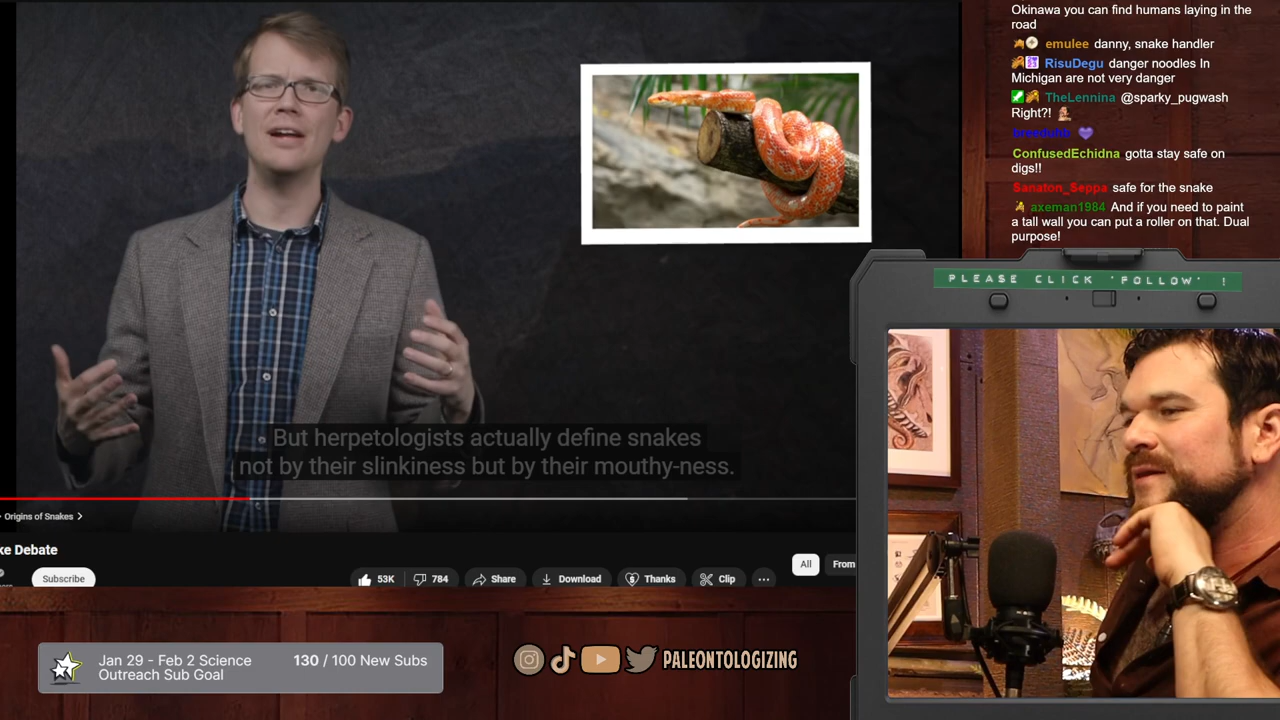 Okinawa you can find humans laying in the
road
emulee danny, snake handler
RisuDegu danger noodles In
Michigan are not very danger
TheLennina @sparky_pugwash
Right?!
ConfusedEchidna gotta stay safe on
digs!!
Sanaton_Seppa safe for the snake
axeman1984 And if you need to paint
a tall wall you can put a roller on that. Dual
purpose!
PLEASE CLICK 'FOLLOW' !
But herpetologists actually define snakes
not by their slinkiness but by their mouthy-ness.
Origins of Snakes
ke Debate
Subscribe
53K
784
Share
Download
Thanks
Clip
...
All
From
Jan 29 - Feb 2 Science
Outreach Sub Goal
130 / 100 New Subs
PALEONTOLOGIZING